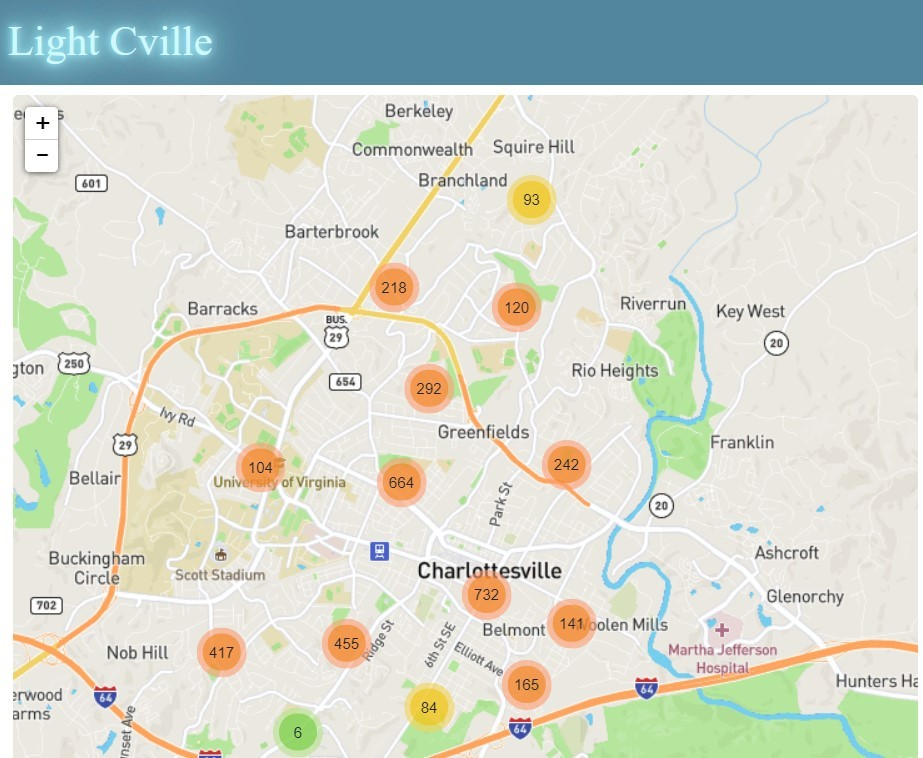 Light Cville
+
−
Berkeley
Commonwealth
Squire Hill
Branchland
601
93
Barterbrook
218
120
Riverrun
Key West
Barracks
BUS.
29
20
250
gton
654
Rio Heights
292
Ivy Rd
Greenfields
29
Franklin
104
242
Bellair
University of Virginia
664
Park St
20
Buckingham
Circle
Scott Stadium
Charlottesville
Ashcroft
702
732
Glenorchy
141
Woolen Mills
Belmont
Nob Hill
417
455
Ridge St
6th St SE
Elliott Ave
Martha Jefferson
Hospital
165
64
64
Hunters Ha
erwood
arms
84
64
6
nset Ave